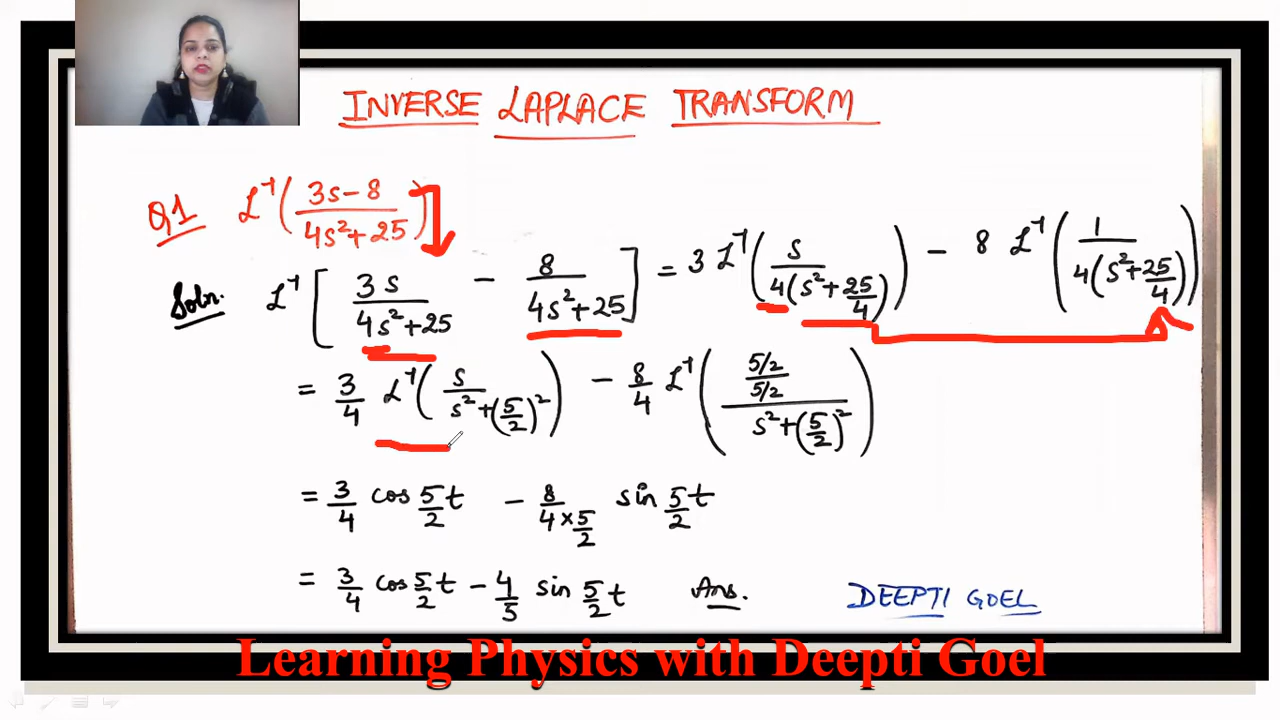 INVERSE LAPLACE TRANSFORM
Q1 L⁻¹((3s-8)/(4s²+25))
Soln. L⁻¹[3s/(4s²+25) - 8/(4s²+25)] = 3 L⁻¹(s/(4(s²+25/4))) - 8 L⁻¹(1/(4(s²+25/4)))
= 3/4 L⁻¹(s/(s²+(5/2)²)) - 8/4 L⁻¹(((5/2)/(5/2))/(s²+(5/2)²))
= 3/4 cos 5/2 t - 8/(4×5/2) sin 5/2 t
= 3/4 cos 5/2 t - 4/5 sin 5/2 t Ans.
DEEPTI GOEL
Learning Physics with Deepti Goel